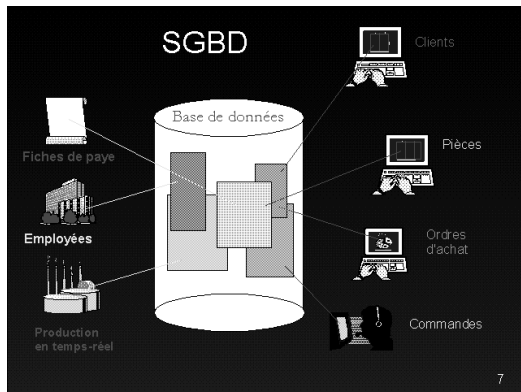 SGBD
Clients
Base de données
Fiches de paye
Pièces
Employées
Ordres
d'achat
Production
en temps-réel
Commandes
7